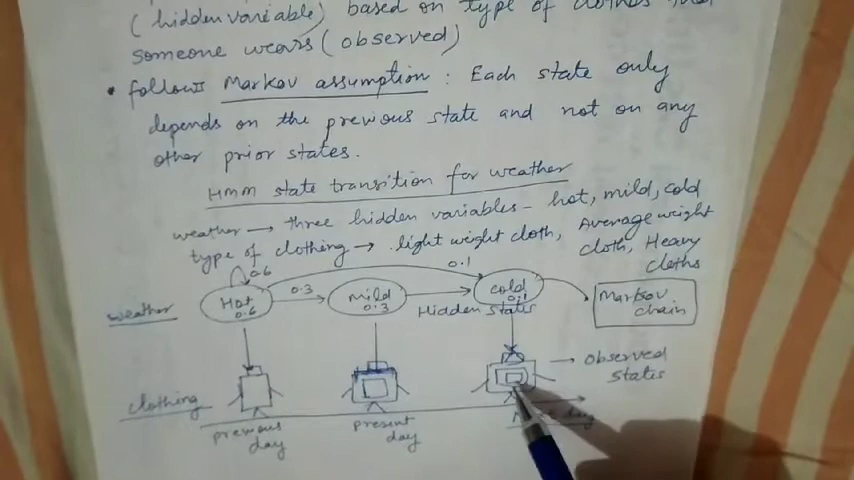 (hidden variable) based on type of clothes that
someone wears (observed)
• follows Markov assumption : Each state only
depends on the previous state and not on any
other prior states.
HMM state transition for weather
weather → three hidden variables - hot, mild, cold
type of clothing → light weight cloth, Average weight
cloth, Heavy
cloths
0.6
0.3
0.1
weather
Hot
0.6
mild
0.3
cold
0.1
Markov
chain
Hidden States
observed
states
clothing
previous
day
present
day
day